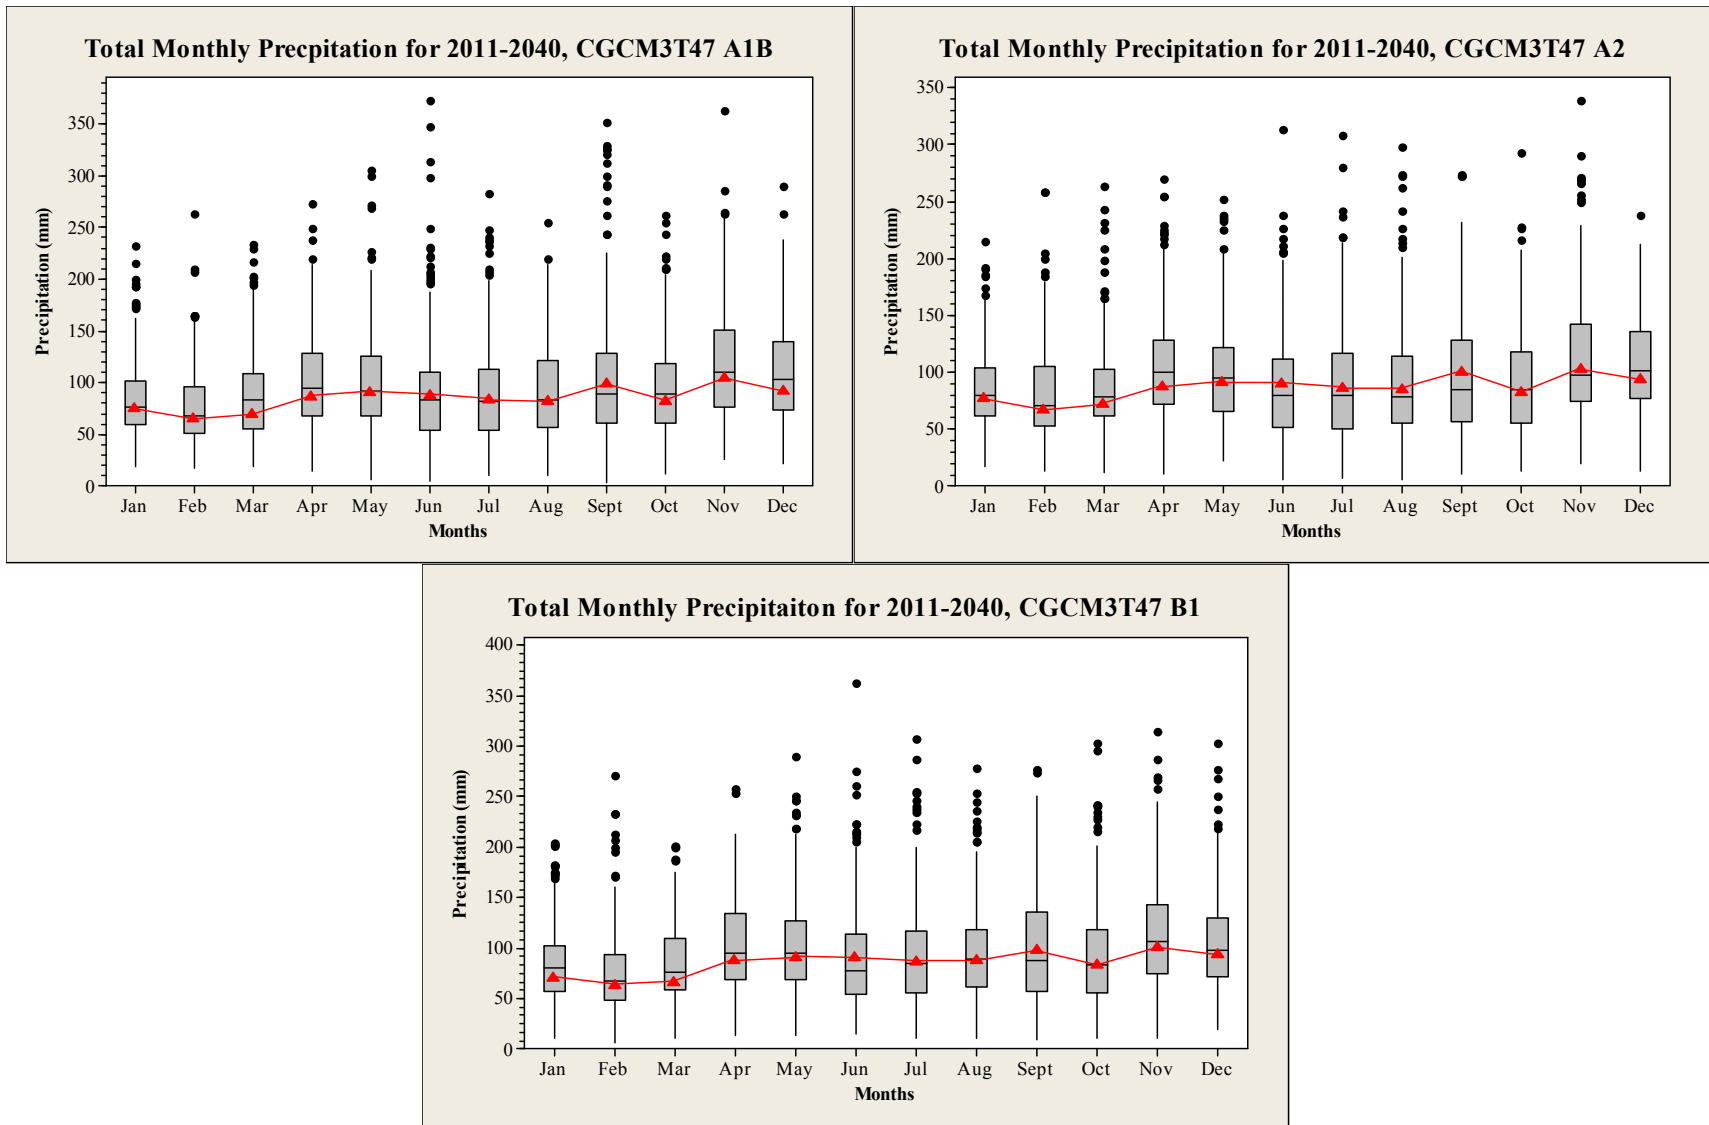 Total Monthly Precpitation for 2011-2040, CGCM3T47 A1B
Precipitation (mm)
350
300
250
200
150
100
50
0
Jan Feb Mar Apr May Jun Jul Aug Sept Oct Nov Dec
Months
Total Monthly Precipitation for 2011-2040, CGCM3T47 A2
Precipitation (mm)
350
300
250
200
150
100
50
0
Jan Feb Mar Apr May Jun Jul Aug Sept Oct Nov Dec
Months
Total Monthly Precipitaiton for 2011-2040, CGCM3T47 B1
Precipitation (mm)
400
350
300
250
200
150
100
50
0
Jan Feb Mar Apr May Jun Jul Aug Sept Oct Nov Dec
Months